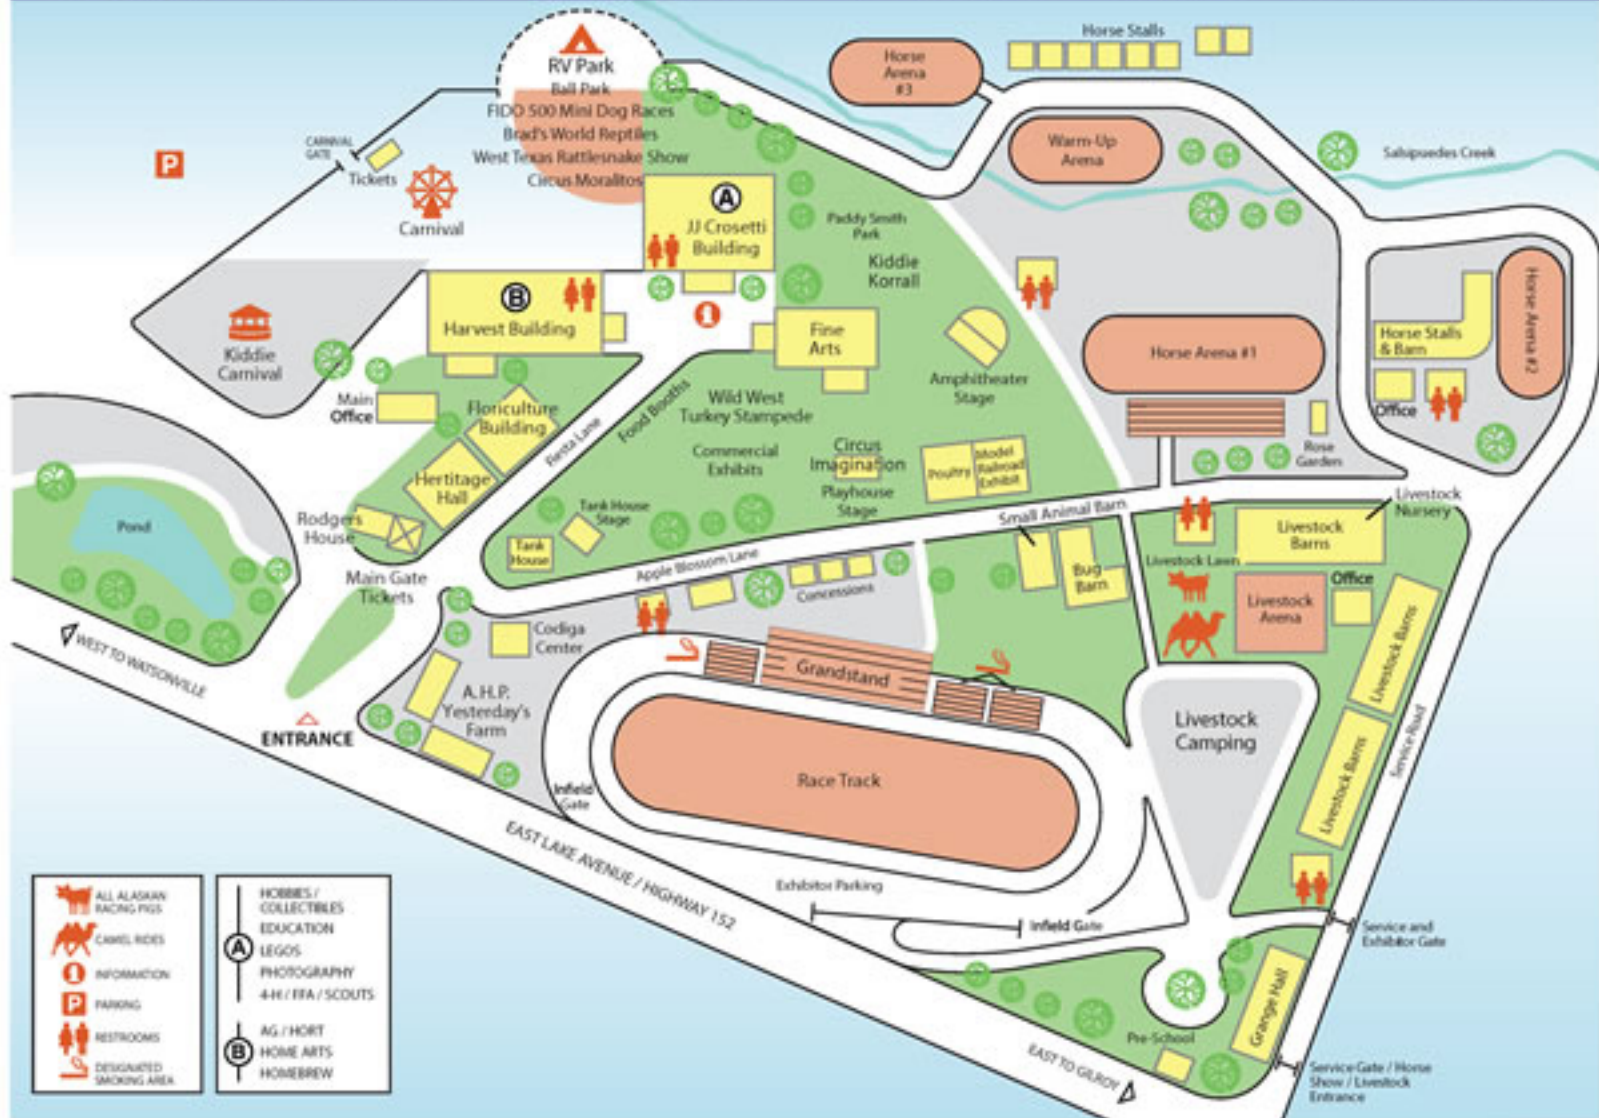 Horse Stalls
RV Park
Ball Park
FIDO 500 Mini Dog Races
Brad's World Reptiles
West Texas Rattlesnake Show
Circus Moralitos
Horse
Arena
#3
Warm-Up
Arena
Salsipuedes Creek
CARNIVAL
GATE
Tickets
P
Carnival
A
JJ Crosetti
Building
Paddy Smith
Park
Kiddie
Korrall
B
Harvest Building
Fine
Arts
Kiddie
Carnival
Amphitheater
Stage
Horse Arena #1
Horse Stalls
& Barn
Horse Arena #2
Office
Main
Office
Floriculture
Building
Fiesta Lane
Food Booths
Wild West
Turkey Stampede
Commercial
Exhibits
Circus
Imagination
Playhouse
Stage
Poultry
Model
Railroad
Exhibit
Rose
Garden
Hertitage
Hall
Rodgers
House
Tank House
Stage
Tank
House
Apple Blossom Lane
Small Animal Barn
Livestock
Nursery
Livestock
Barns
Pond
Main Gate
Tickets
Concessions
Bug
Barn
Livestock Lawn
Office
Livestock
Arena
Livestock Barns
Codiga
Center
Grandstand
WEST TO WATSONVILLE
A.H.P.
Yesterday's
Farm
ENTRANCE
Livestock
Camping
Service Road
Livestock Barns
Race Track
Infield
Gate
EAST LAKE AVENUE / HIGHWAY 152
Exhibitor Parking
Infield Gate
Service and
Exhibitor Gate
Grange Hall
Pre-School
EAST TO GILROY
Service Gate / Horse
Show / Livestock
Entrance
ALL ALASKAN
RACING PIGS
CAMEL RIDES
INFORMATION
P PARKING
RESTROOMS
DESIGNATED
SMOKING AREA
A
HOBBIES /
COLLECTIBLES
EDUCATION
LEGOS
PHOTOGRAPHY
4-H / FFA / SCOUTS
B
AG / HORT
HOME ARTS
HOMEBREW